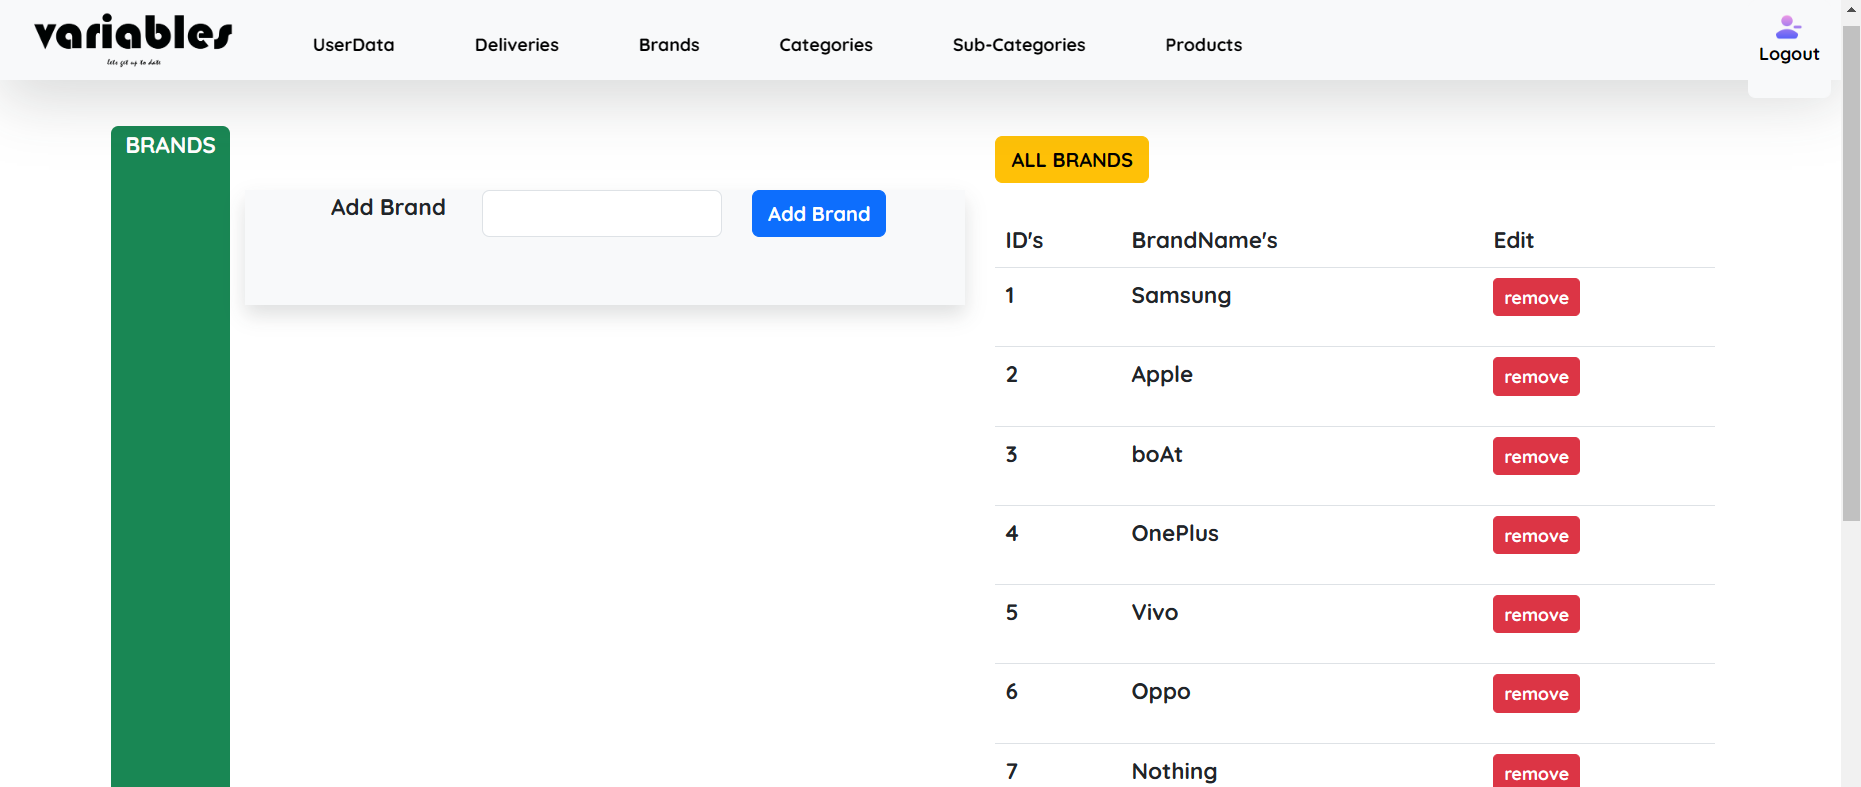 variables
lets get up to date
UserData Deliveries Brands Categories Sub-Categories Products
Logout
BRANDS
Add Brand Add Brand
ALL BRANDS
ID's BrandName's Edit
1 Samsung remove
2 Apple remove
3 boAt remove
4 OnePlus remove
5 Vivo remove
6 Oppo remove
7 Nothing remove